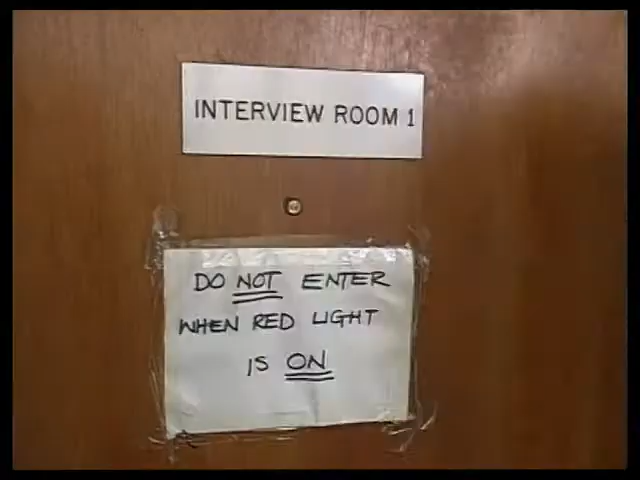 INTERVIEW ROOM 1
DO NOT ENTER
WHEN RED LIGHT
IS ON